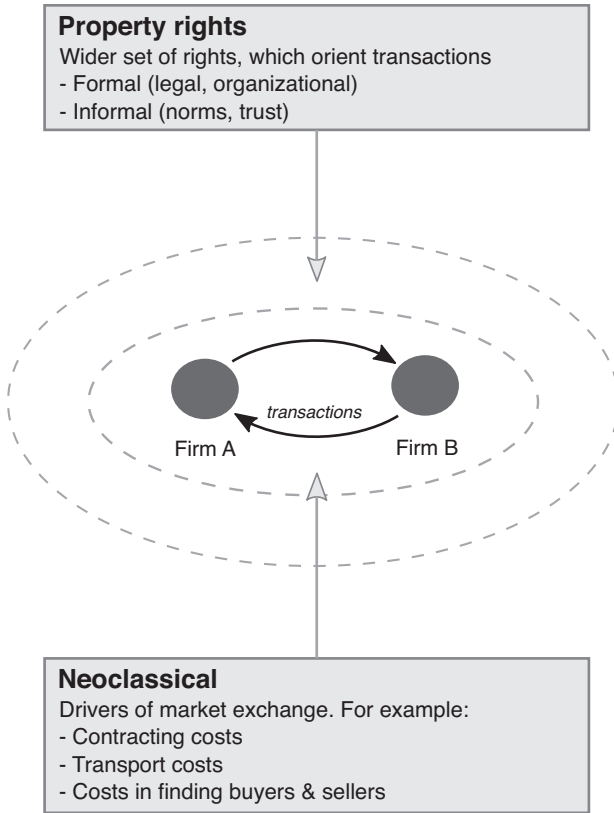 Property rights
Wider set of rights, which orient transactions
- Formal (legal, organizational)
- Informal (norms, trust)
transactions
Firm A
Firm B
Neoclassical
Drivers of market exchange. For example:
- Contracting costs
- Transport costs
- Costs in finding buyers & sellers